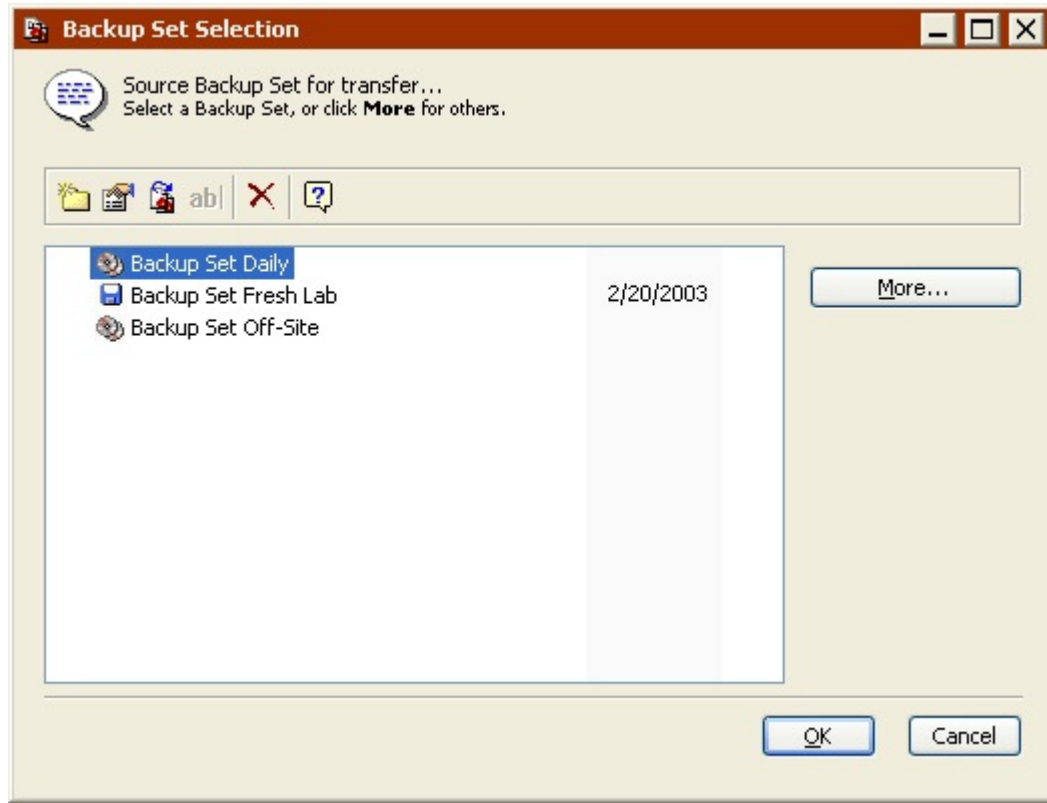 Backup Set Selection
Source Backup Set for transfer...
Select a Backup Set, or click More for others.
ab|
Backup Set Daily
Backup Set Fresh Lab 2/20/2003
Backup Set Off-Site
More...
OK
Cancel